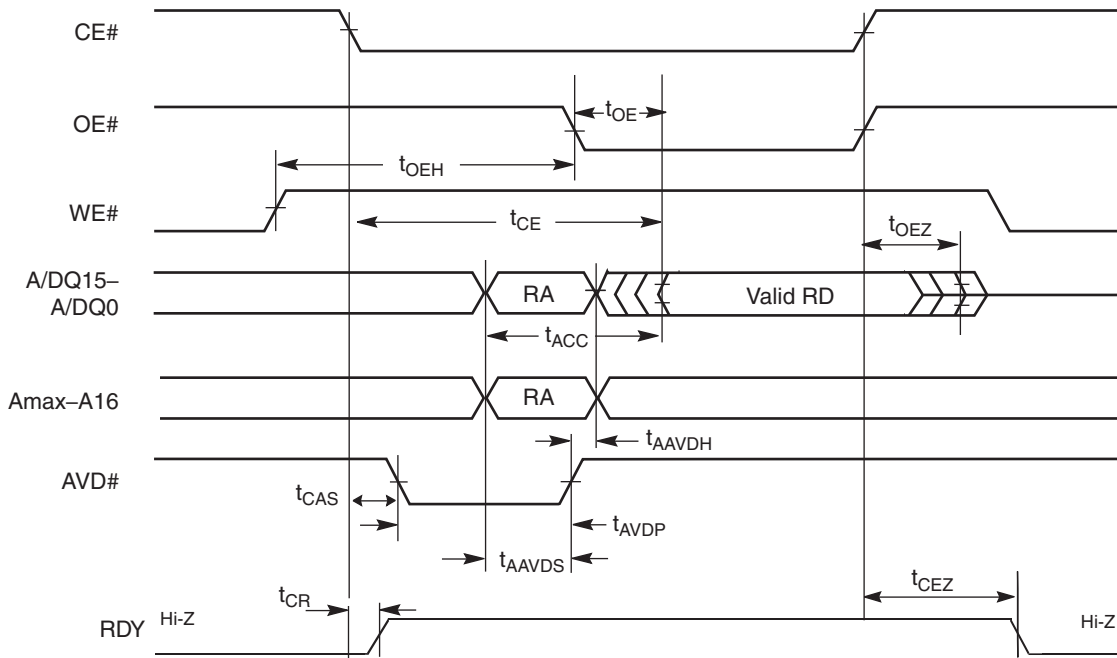 CE#
OE#
tOE
tOEH
WE#
tCE
tOEZ
A/DQ15–
A/DQ0
RA
Valid RD
tACC
Amax–A16
RA
tAAVDH
AVD#
tCAS
tAVDP
tAAVDS
tCR
tCEZ
RDY
Hi-Z
Hi-Z